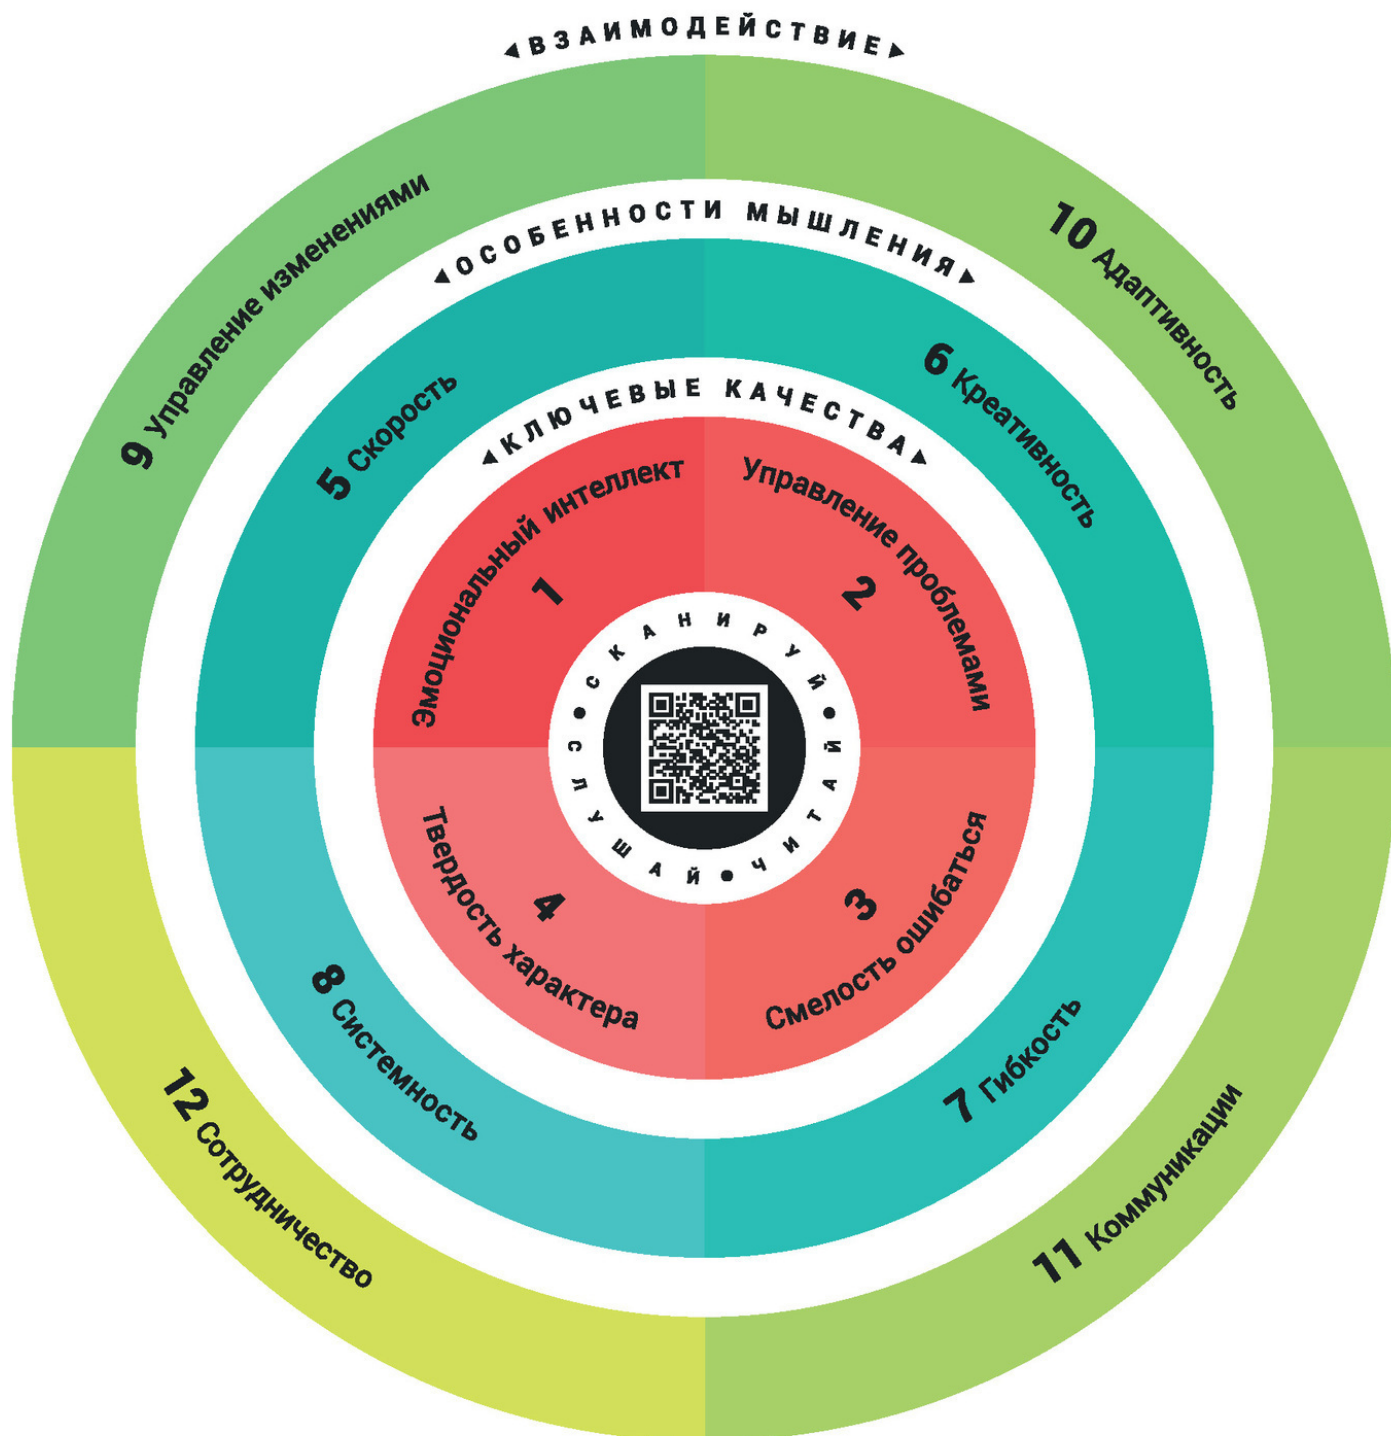 ВЗАИМОДЕЙСТВИЕ
9 Управление изменениями
10 Адаптивность
11 Коммуникации
12 Сотрудничество
ОСОБЕННОСТИ МЫШЛЕНИЯ
5 Скорость
6 Креативность
7 Гибкость
8 Системность
КЛЮЧЕВЫЕ КАЧЕСТВА
Эмоциональный интеллект
1
Управление проблемами
2
Смелость ошибаться
3
Твердость характера
4
СКАНИРУЙ • ЧИТАЙ • СЛУШАЙ •